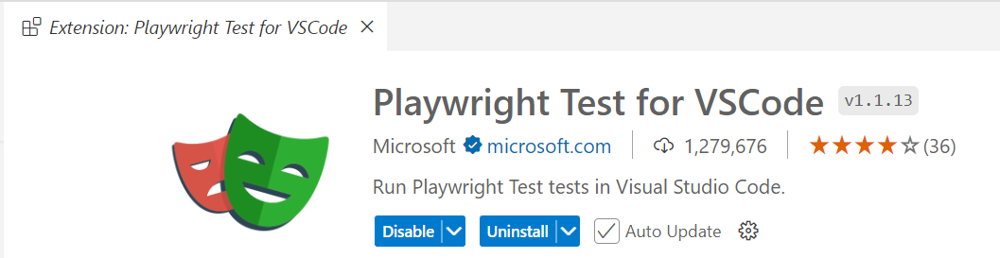 Extension: Playwright Test for VSCode
Playwright Test for VSCode v1.1.13
Microsoft microsoft.com 1,279,676 (36)
Run Playwright Test tests in Visual Studio Code.
Disable Uninstall Auto Update